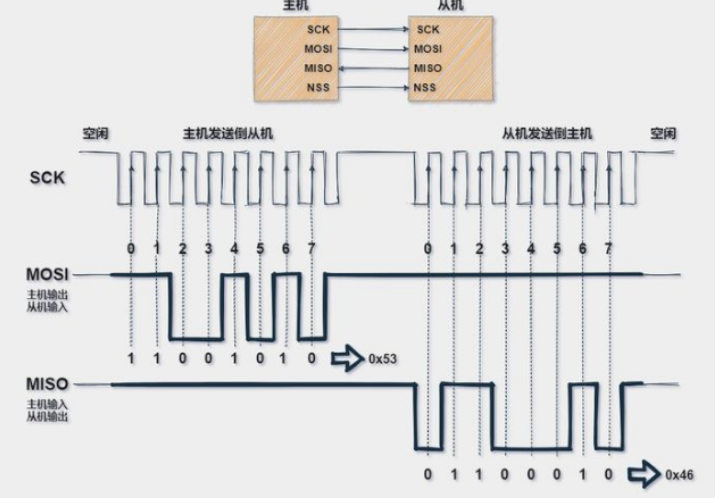 主机 从机
SCK SCK
MOSI MOSI
MISO MISO
NSS NSS
空闲 主机发送倒从机 从机发送倒主机 空闲
SCK
0 1 2 3 4 5 6 7 0 1 2 3 4 5 6 7
MOSI
主机输出
从机输入
1 1 0 0 1 0 1 0 0x53
MISO
主机输入
从机输出
0 1 1 0 0 0 1 0 0x46